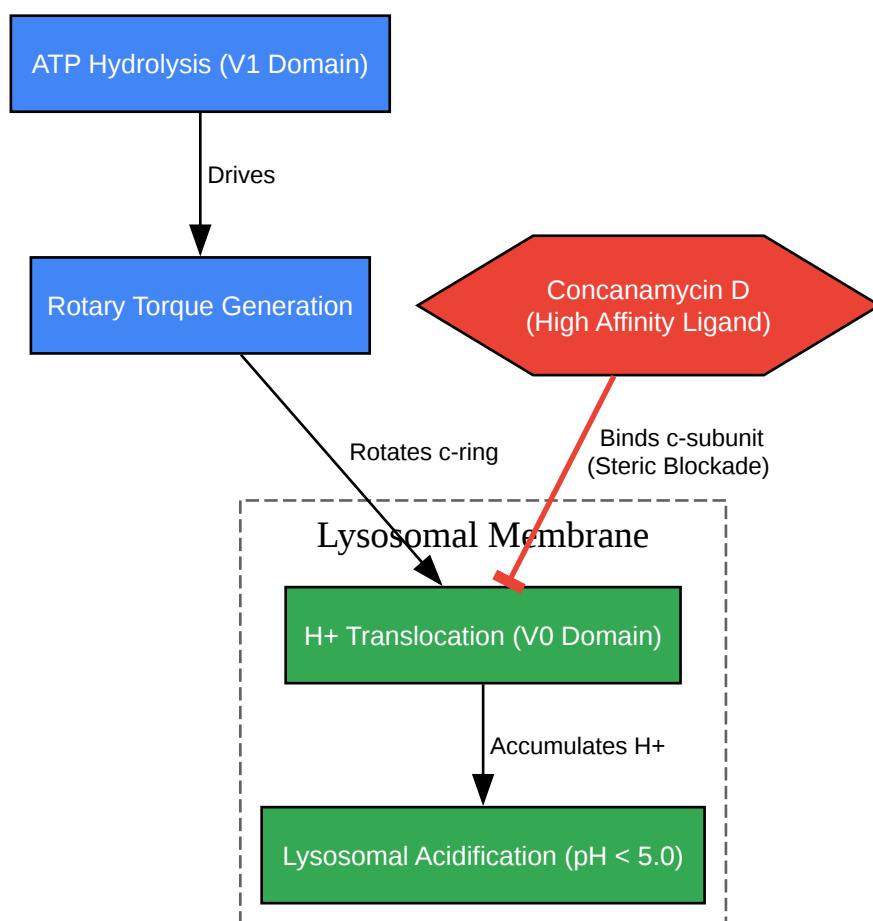 ATP Hydrolysis (V1 Domain)
Drives
Rotary Torque Generation
Concanamycin D
(High Affinity Ligand)
Rotates c-ring
Binds c-subunit
(Steric Blockade)
Lysosomal Membrane
H+ Translocation (V0 Domain)
Accumulates H+
Lysosomal Acidification (pH < 5.0)